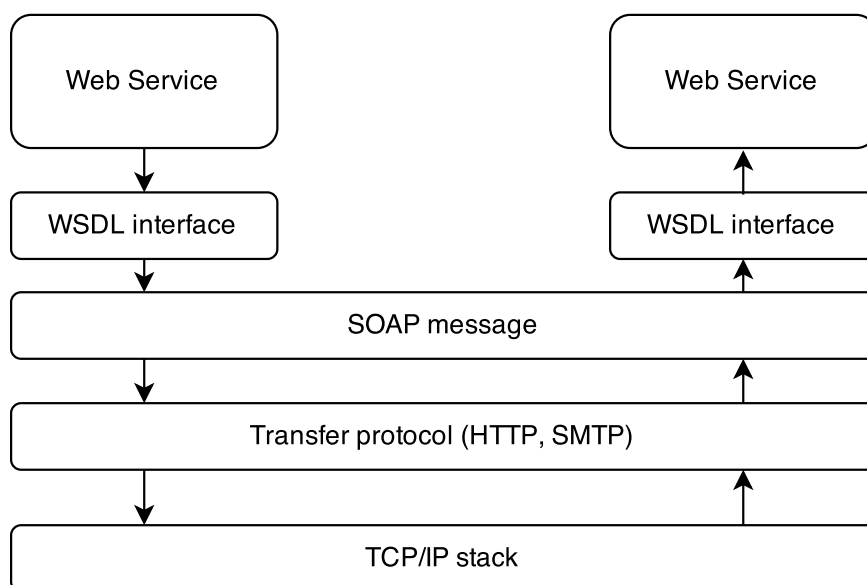 Web Service
Web Service
WSDL interface
WSDL interface
SOAP message
Transfer protocol (HTTP, SMTP)
TCP/IP stack